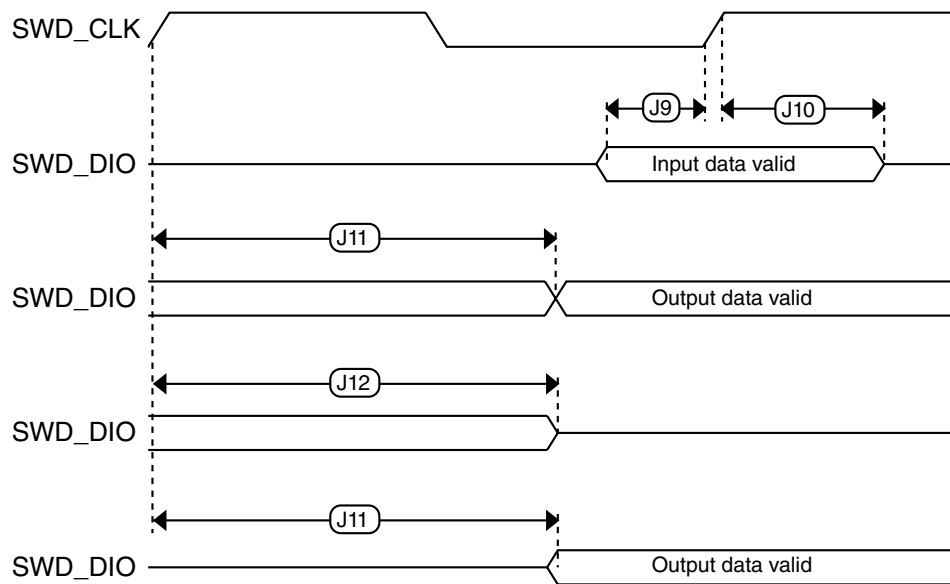 SWD_CLK
J9
J10
SWD_DIO
Input data valid
J11
SWD_DIO
Output data valid
J12
SWD_DIO
J11
SWD_DIO
Output data valid